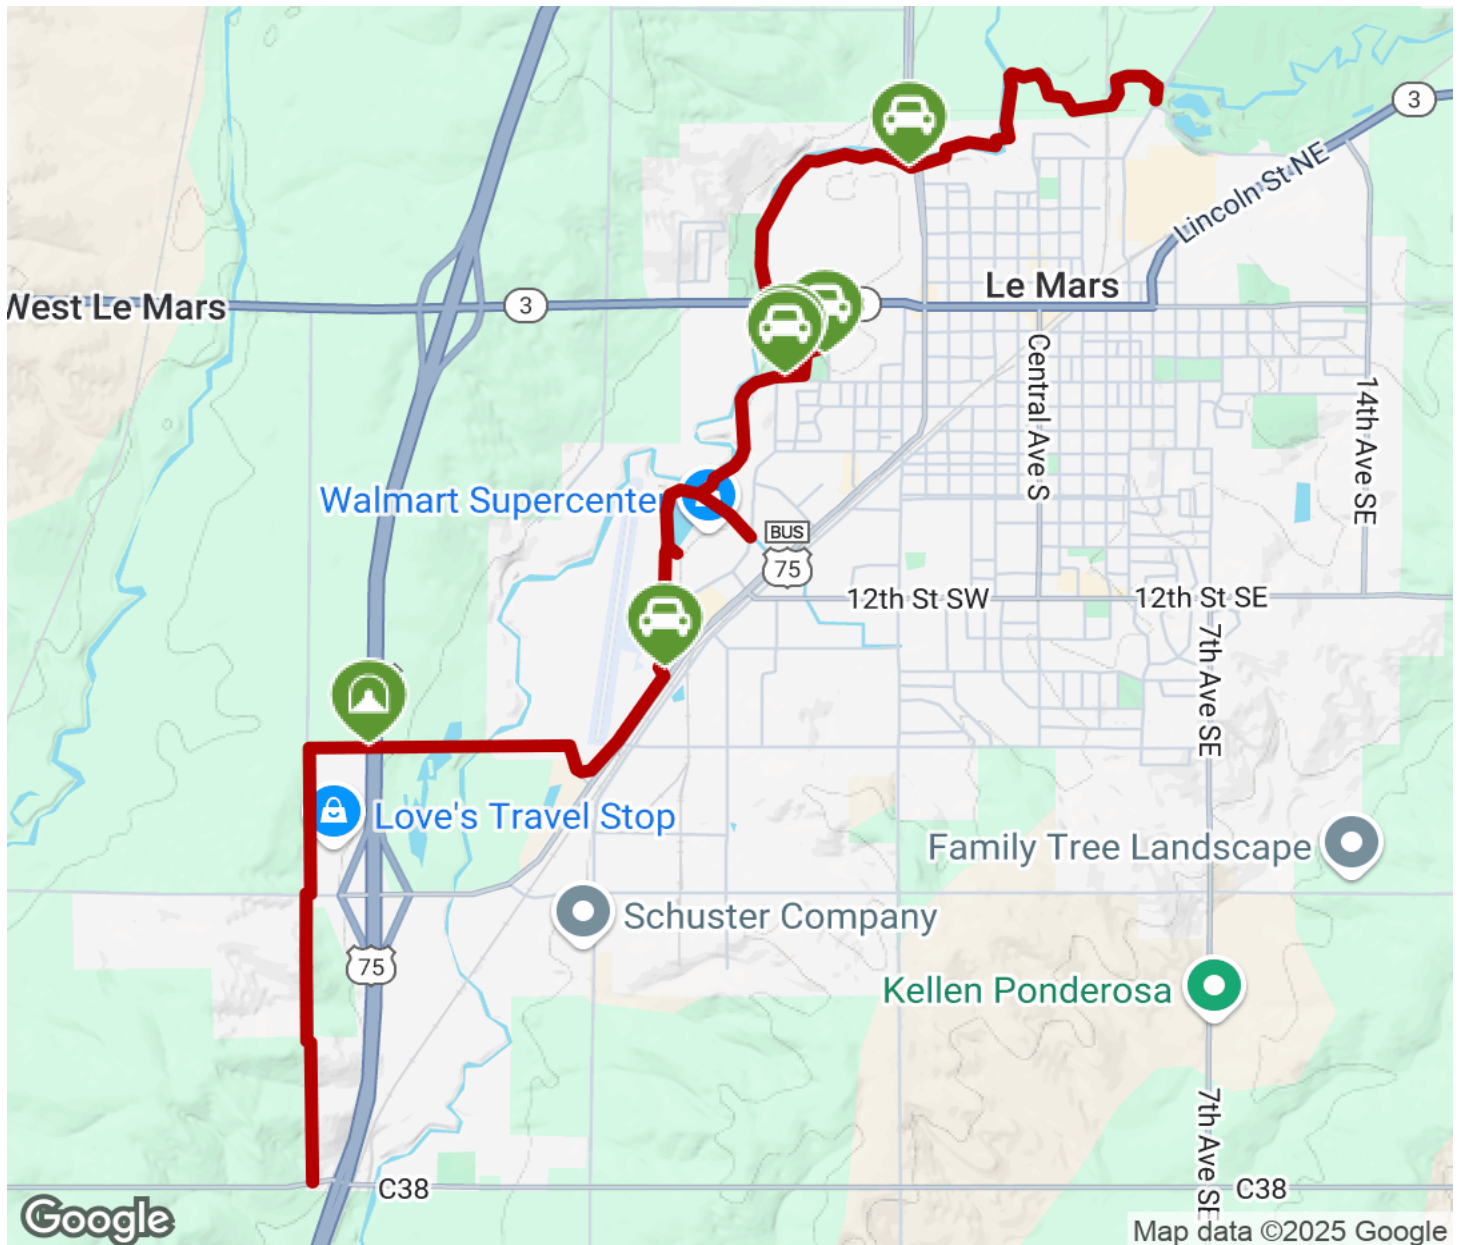 3
Lincoln St NE
Le Mars
West Le Mars
3
Central Ave S
14th Ave SE
Walmart Supercenter
BUS
75
12th St SW
12th St SE
7th Ave SE
Love's Travel Stop
Family Tree Landscape
Schuster Company
75
Kellen Ponderosa
7th Ave SE
C38
C38
Google
Map data ©2025 Google